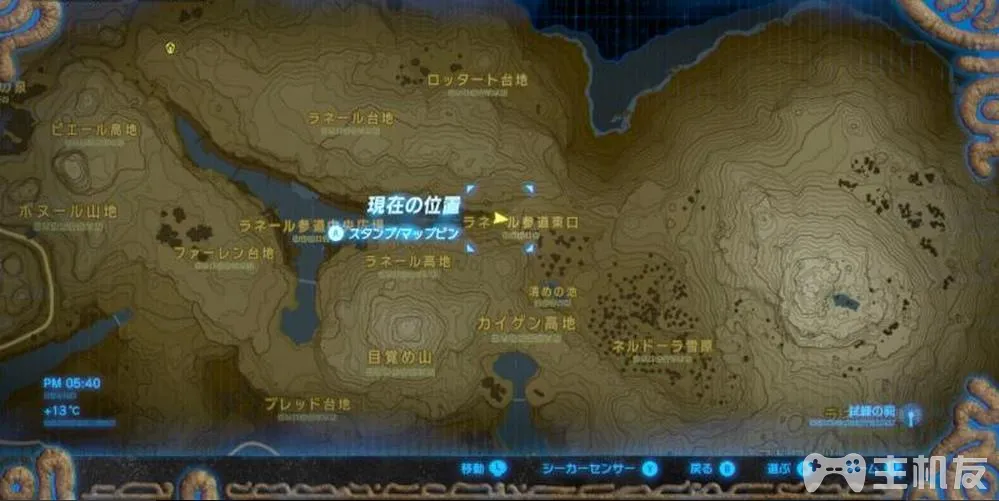 の泉
ロッタート台地
ラネール台地
ピエール高地
ボヌール山地
現在の位置
ラネール参道中央広場
スタンプ/マップピン
ラネール参道東口
ファーレン台地
ラネール高地
清めの池
カイゲン高地
目覚め山
ネルドーラ雪原
PM 05:40
+13℃
ブレッド台地
試練の祠
移動 L
シーカーセンサー Y
戻る B
選ぶ
ム
主机友